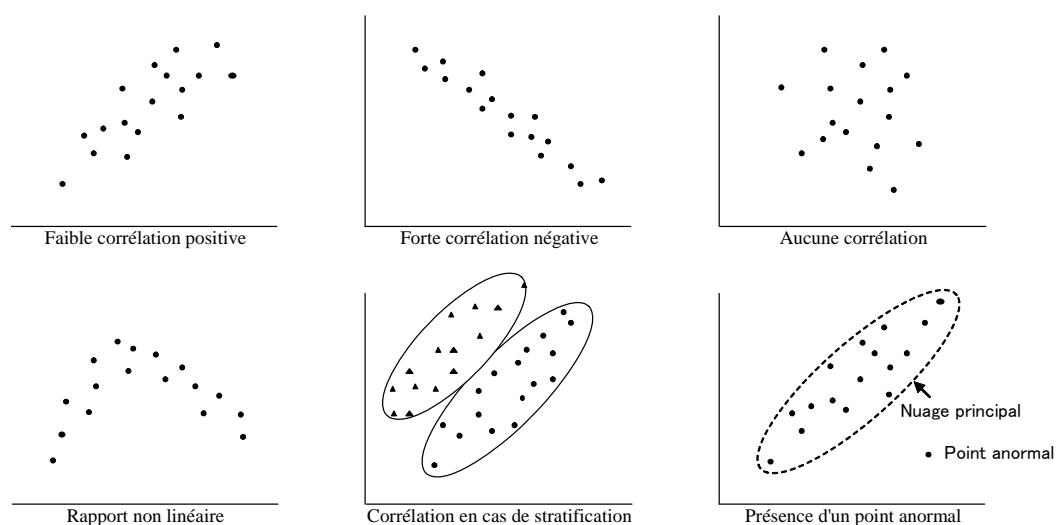 Faible corrélation positive
Forte corrélation négative
Aucune corrélation
Nuage principal
Point anormal
Rapport non linéaire
Corrélation en cas de stratification
Présence d'un point anormal